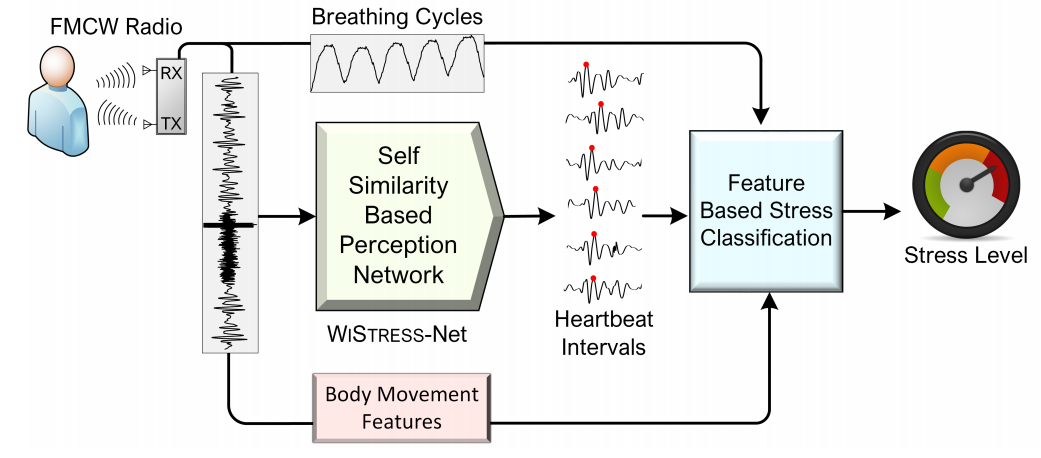 FMCW Radio
Breathing Cycles
RX
TX
Self
Similarity
Based
Perception
Network
WISTRESS-Net
Heartbeat
Intervals
Feature
Based Stress
Classification
Stress Level
Body Movement
Features